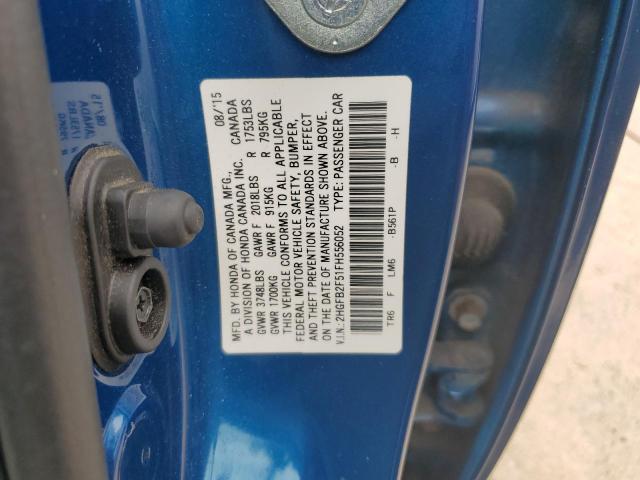 MFD. BY HONDA OF CANADA MFG., 08/'15
A DIVISION OF HONDA CANADA INC. CANADA
GVWR 3748LBS GAWR F 2018LBS R 1753LBS
GVWR 1700KG GAWR F 915KG R 795KG
THIS VEHICLE CONFORMS TO ALL APPLICABLE
FEDERAL MOTOR VEHICLE SAFETY, BUMPER,
AND THEFT PREVENTION STANDARDS IN EFFECT
ON THE DATE OF MANUFACTURE SHOWN ABOVE.
V.I.N.: 2HGFB2F51FH556052 TYPE: PASSENGER CAR
TR6 F LM6 -B561P -B -H